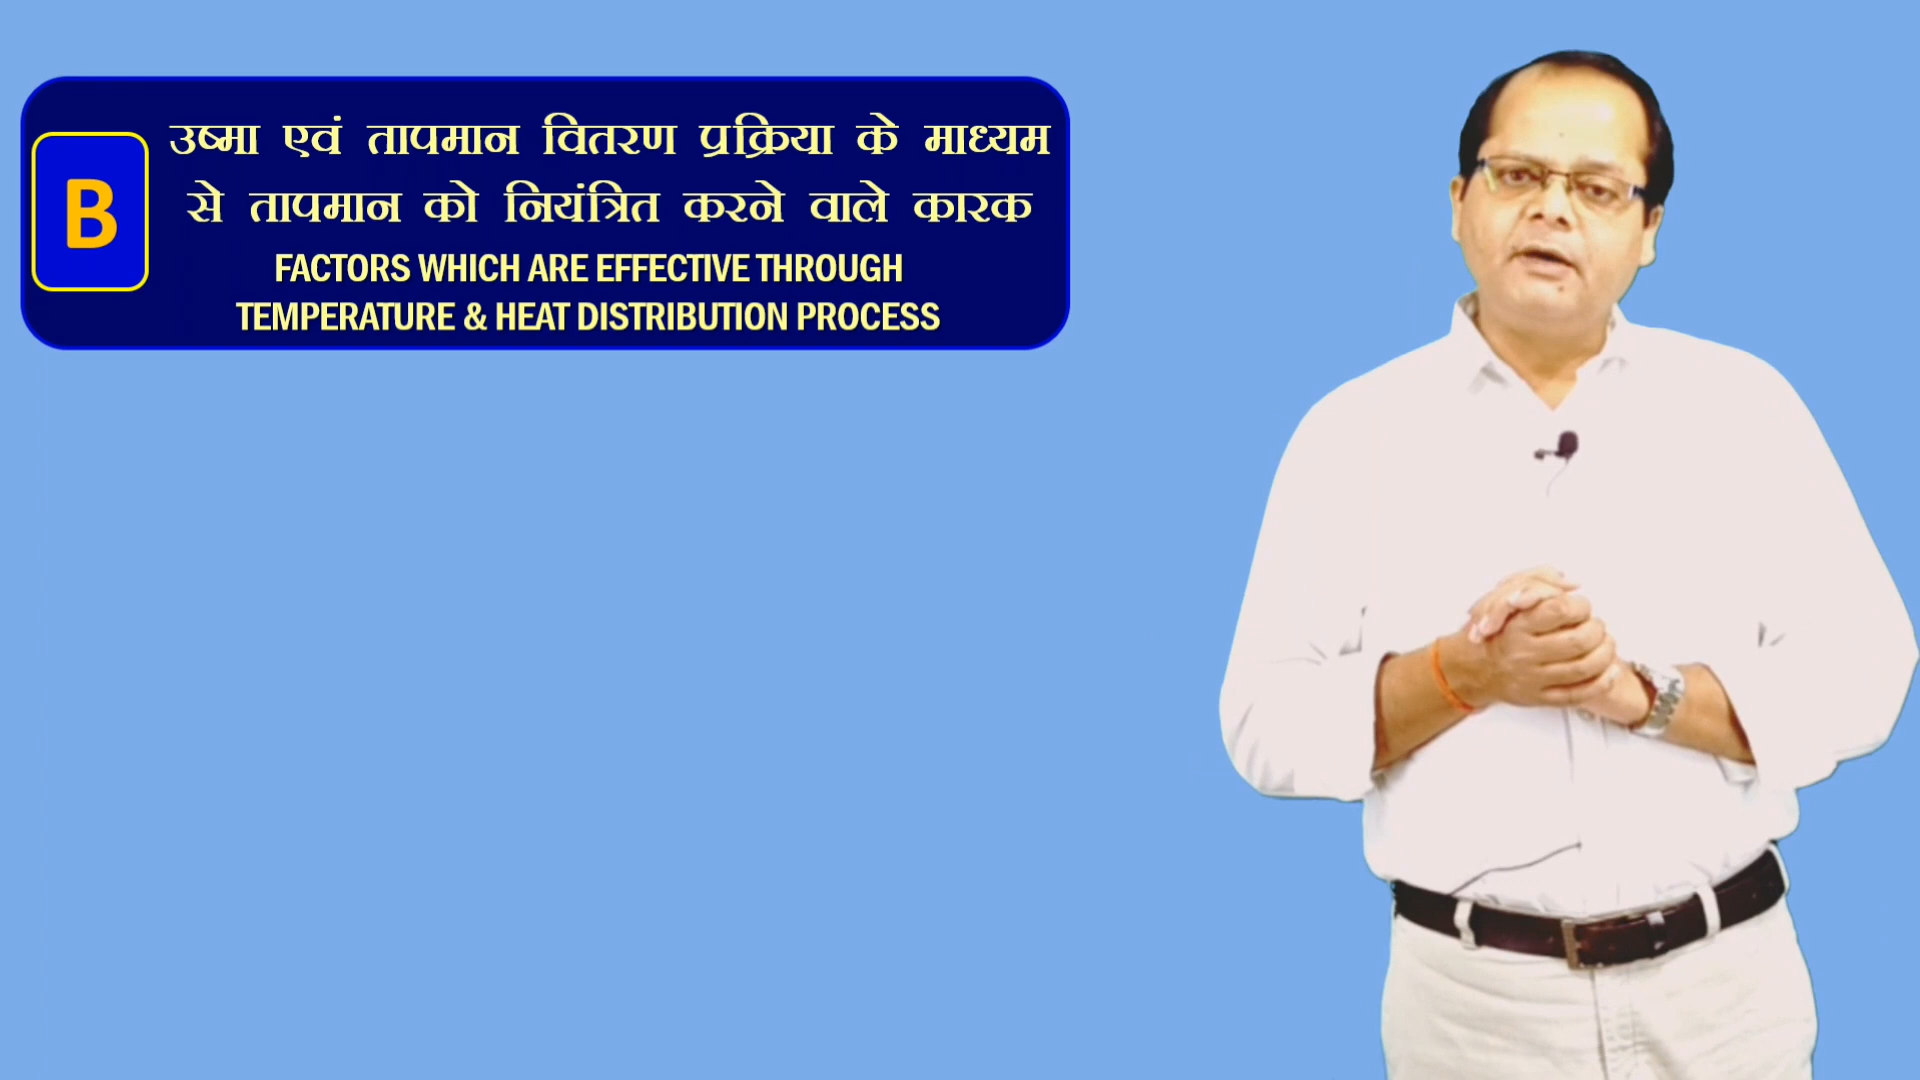 B
उष्मा एवं तापमान वितरण प्रक्रिया के माध्यम
से तापमान को नियंत्रित करने वाले कारक
FACTORS WHICH ARE EFFECTIVE THROUGH
TEMPERATURE & HEAT DISTRIBUTION PROCESS